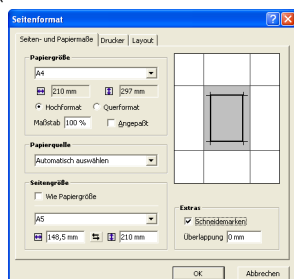 Seitenformat
Seiten- und Papiermaße Drucker Layout
Papiergröße
A4
210 mm 297 mm
Hochformat Querformat
Maßstab 100 % Angepaßt
Papierquelle
Automatisch auswählen
Seitengröße
Wie Papiergröße
A5
148,5 mm 210 mm
Extras
Schneidemarken
Überlappung 0 mm
OK Abbrechen